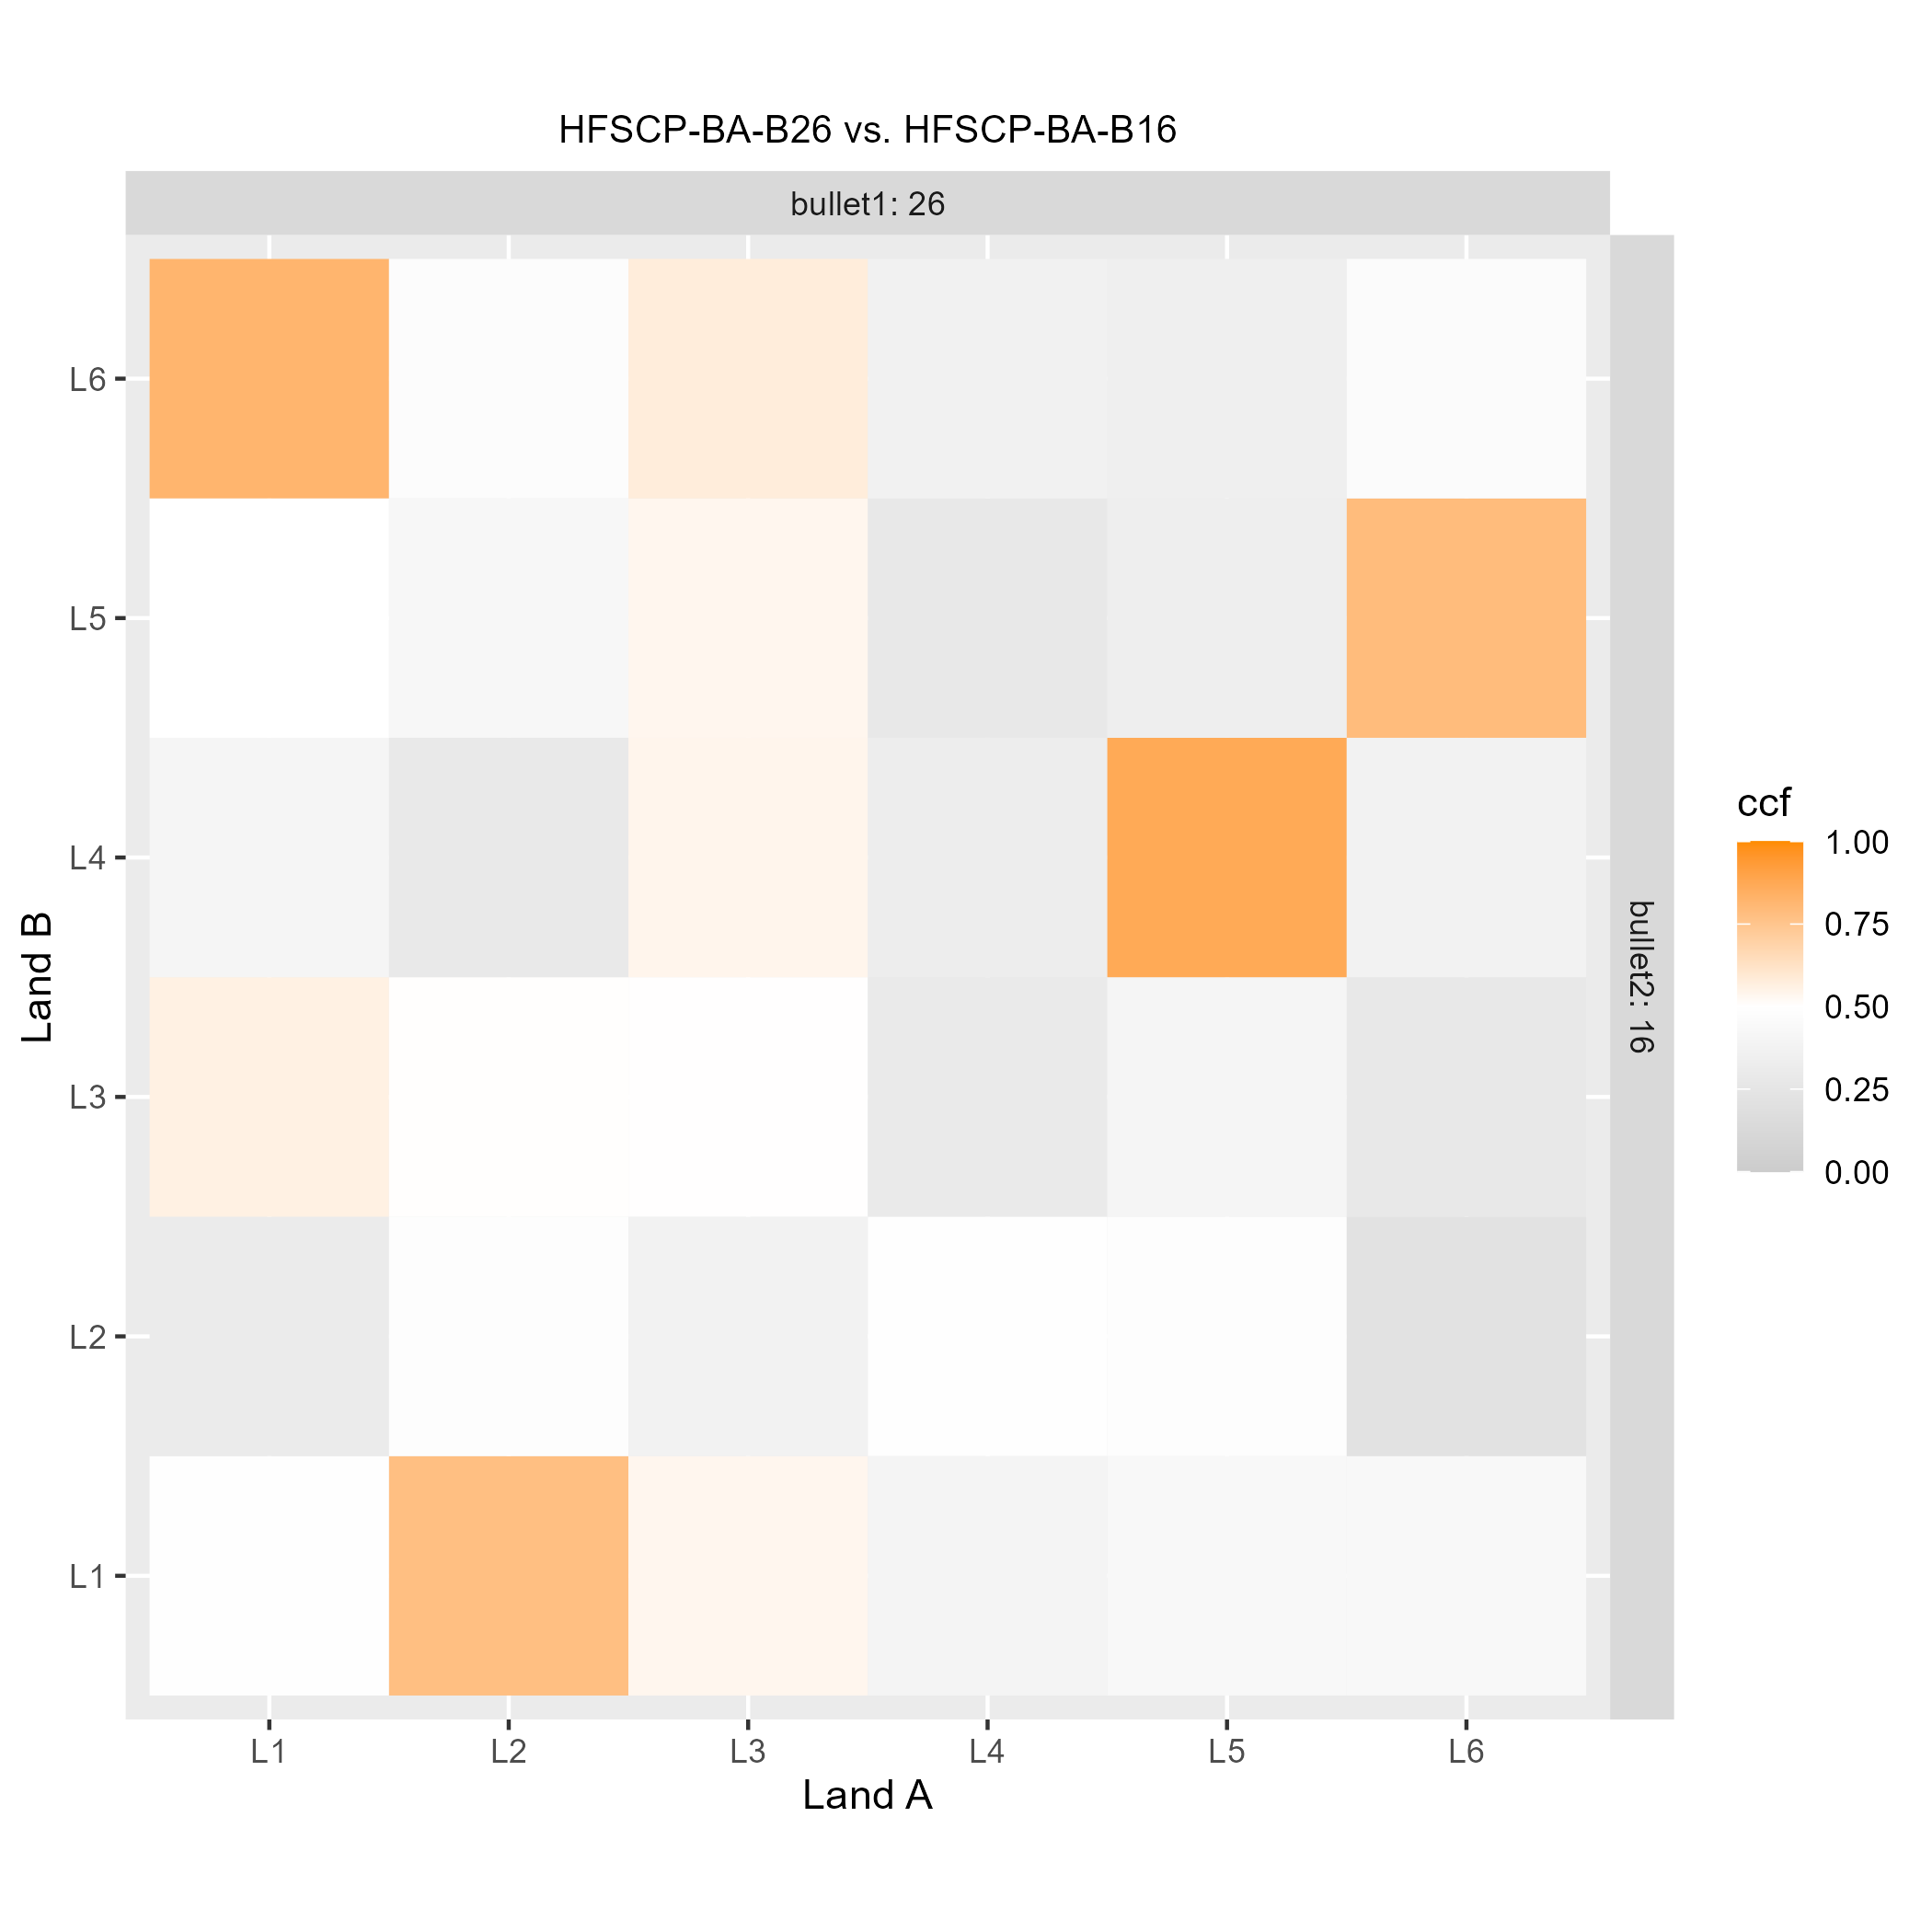 HFSCP-BA-B26 vs. HFSCP-BA-B16
bullet1: 26
L6
L5
L4
L3
L2
L1
Land B
bullet2: 16
ccf
1.00
0.75
0.50
0.25
0.00
L1 L2 L3 L4 L5 L6
Land A